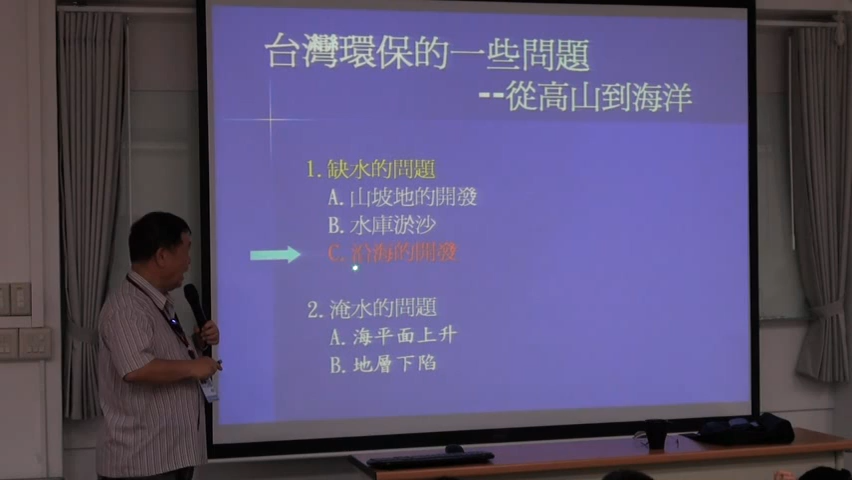 台灣環保的一些問題
--從高山到海洋
1.缺水的問題
A.山坡地的開發
B.水庫淤沙
C.沿海的開發
2.淹水的問題
A.海平面上升
B.地層下陷